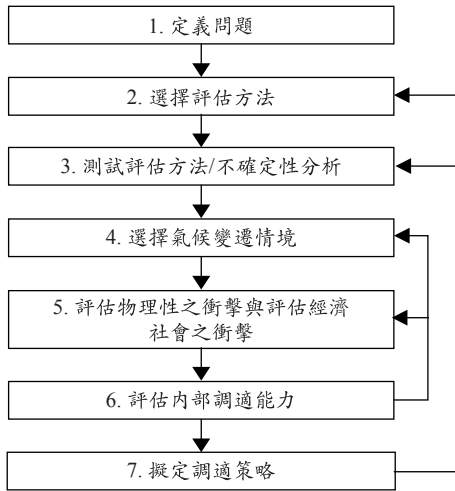 1. 定義問題
2. 選擇評估方法
3. 測試評估方法/不確定性分析
4. 選擇氣候變遷情境
5. 評估物理性之衝擊與評估經濟
社會之衝擊
6. 評估內部調適能力
7. 擬定調適策略